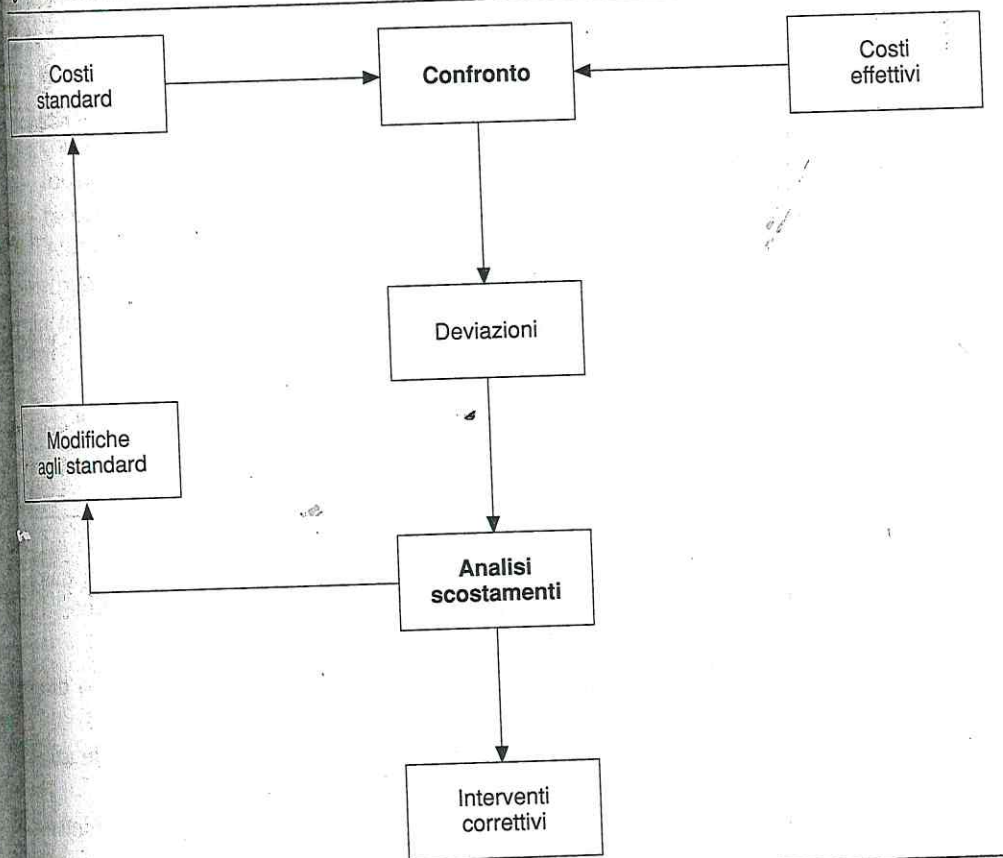 Costi
standard
Confronto
Costi
effettivi
Deviazioni
Modifiche
agli standard
Analisi
scostamenti
Interventi
correttivi